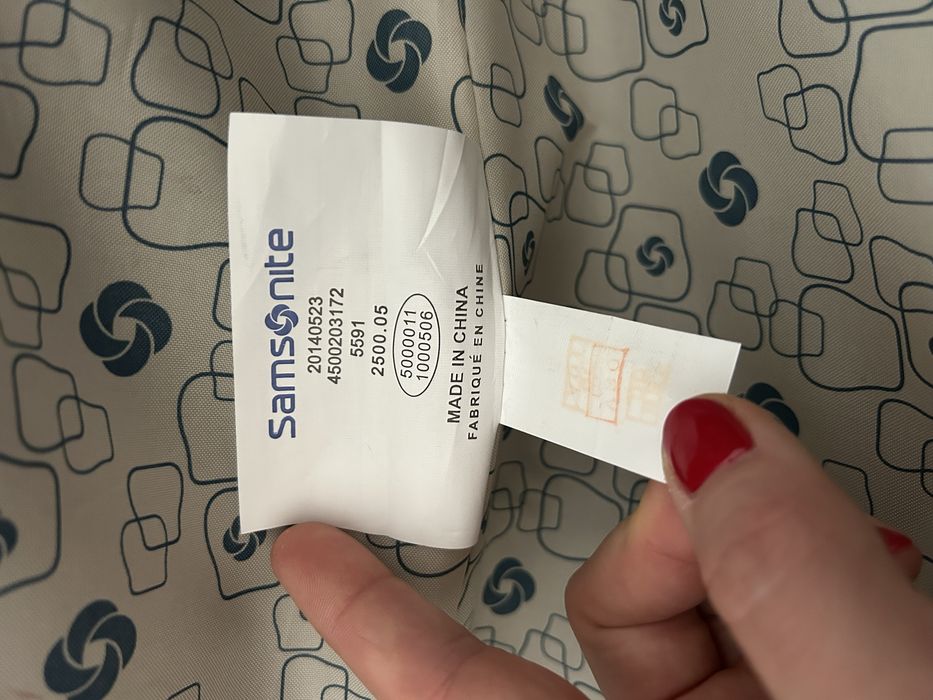 Samsonite
20140523
4500203172
5591
2500.05
5000011
1000506
MADE IN CHINA
FABRIQUÉ EN CHINE